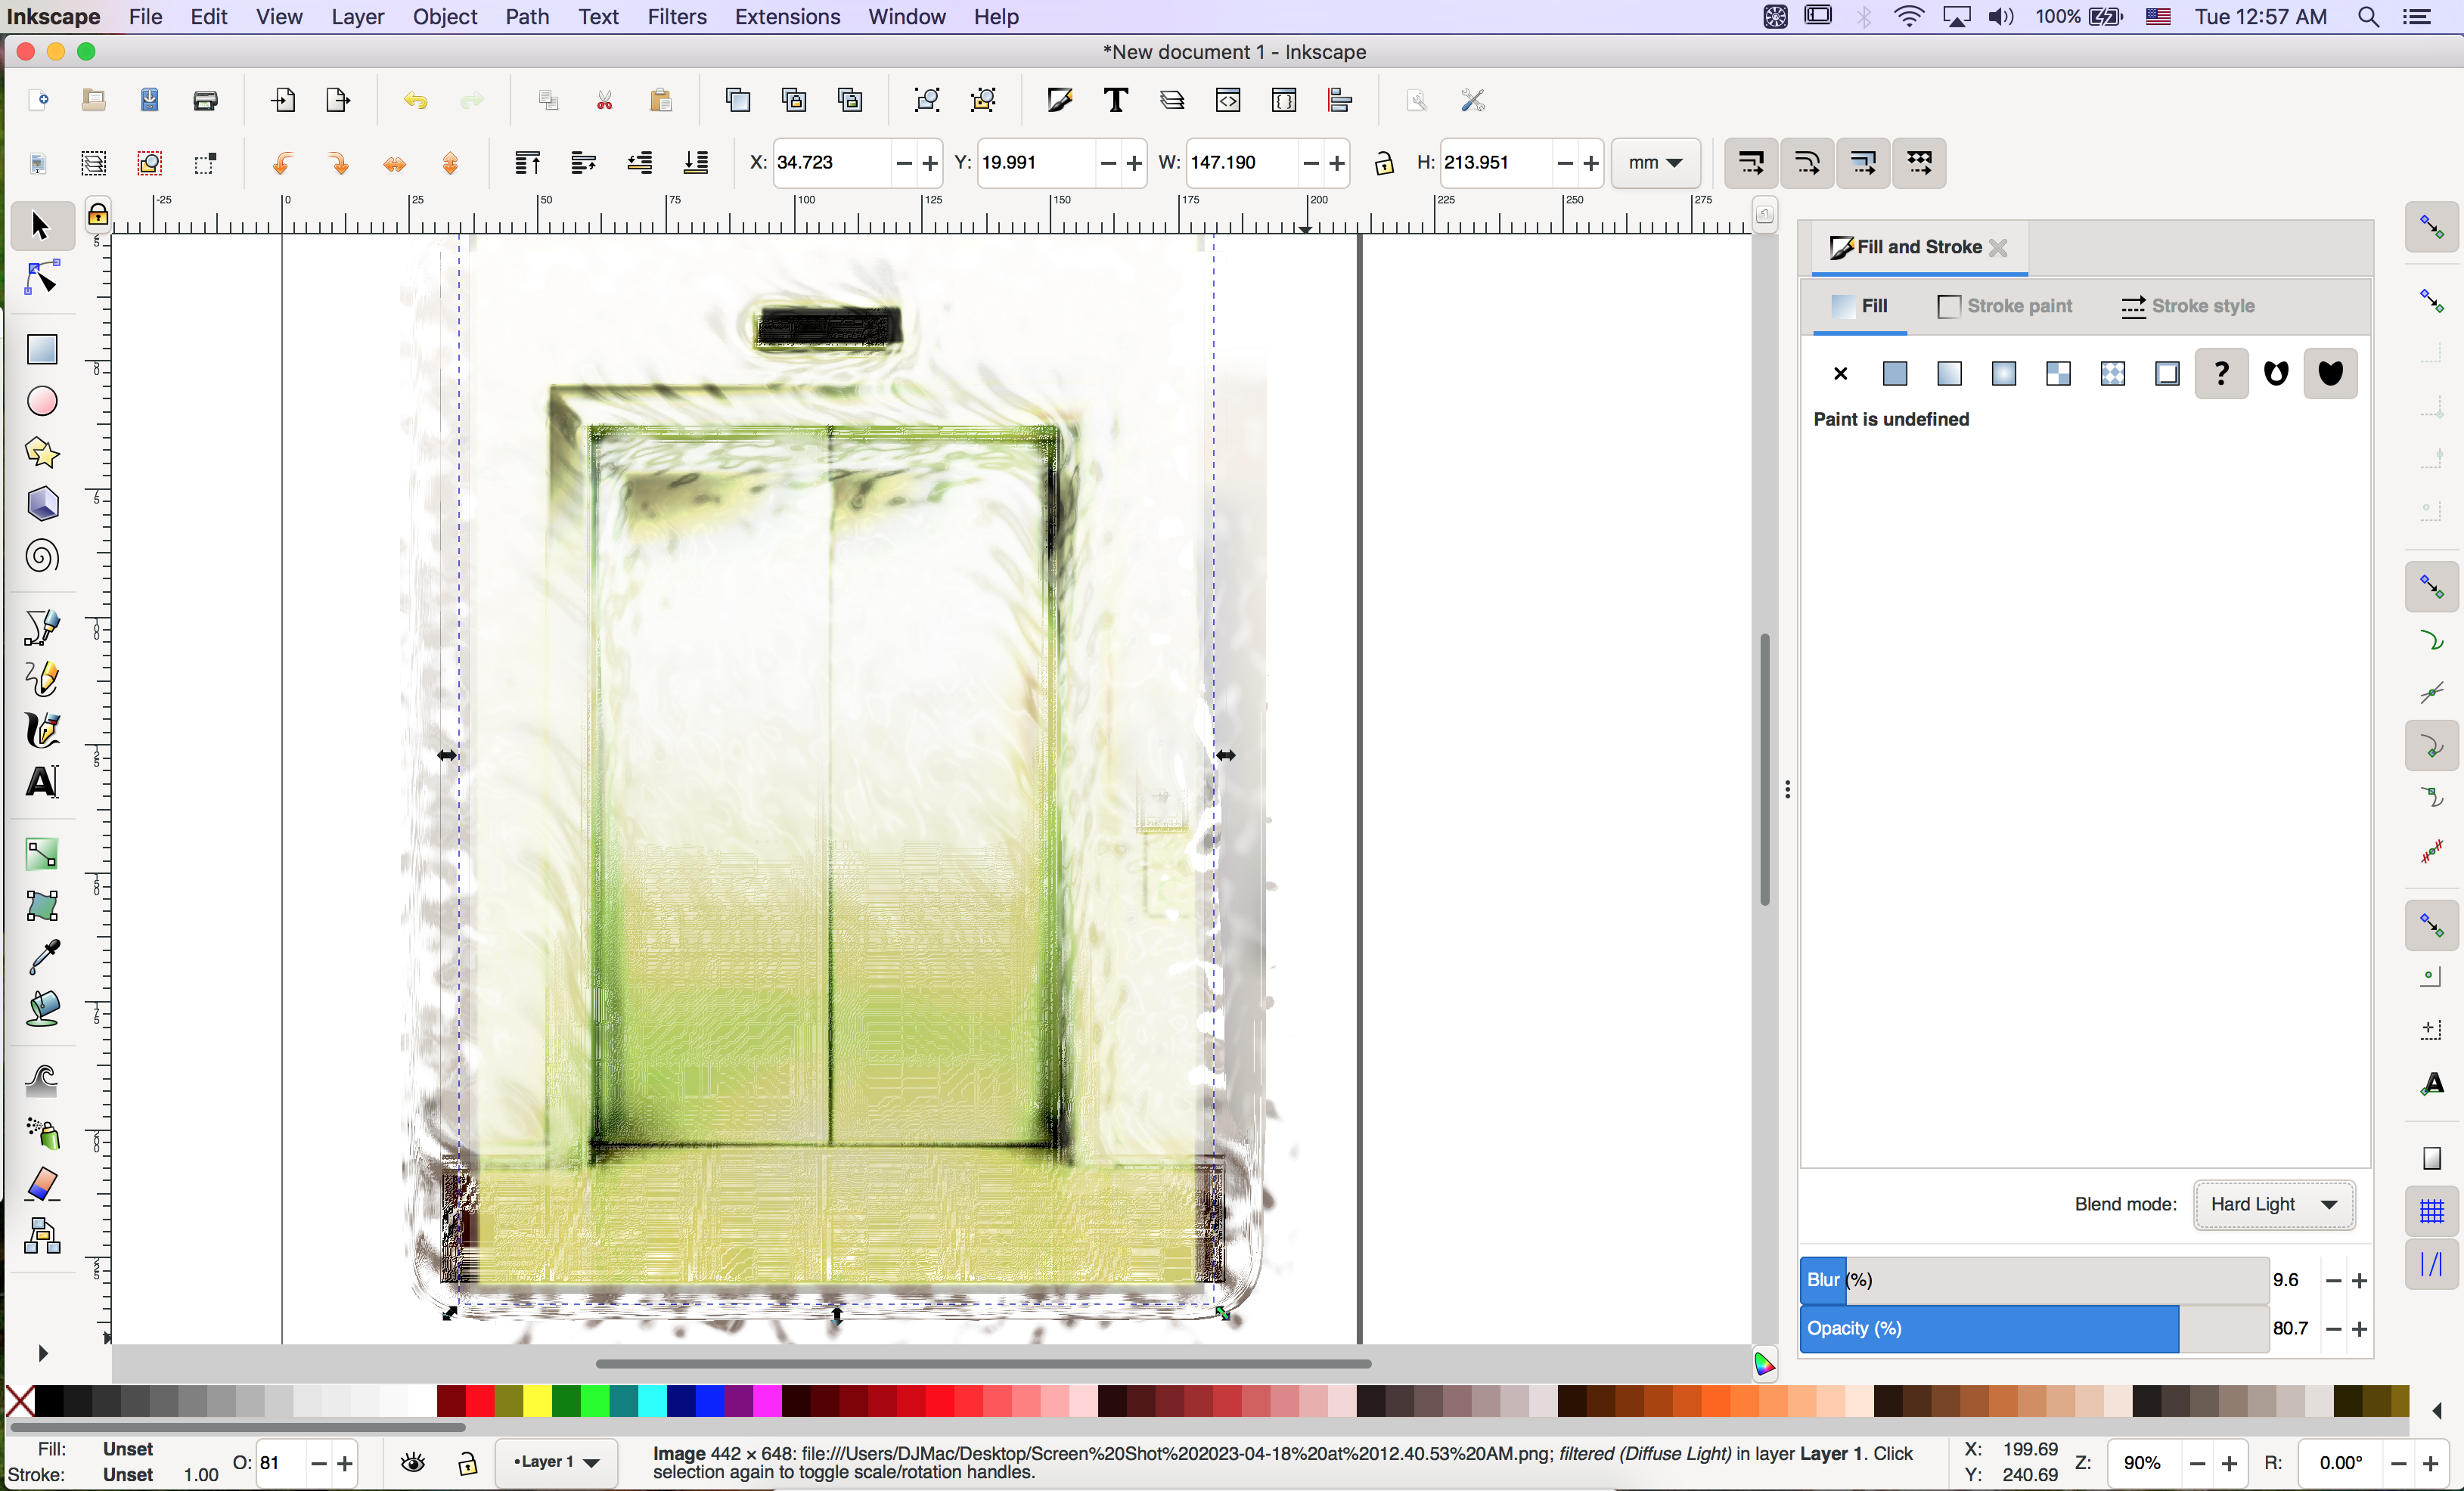 Inkscape File Edit View Layer Object Path Text Filters Extensions Window Help 100% Tue 12:57 AM
*New document 1 - Inkscape
X: 34.723 Y: 19.991 W: 147.190 H: 213.951 mm
-25 0 25 50 75 100 125 150 175 200 225 250 275
Fill and Stroke
Fill Stroke paint Stroke style
?
Paint is undefined
Blend mode: Hard Light
Blur (%) 9.6
Opacity (%) 80.7
Fill: Unset
Stroke: Unset 1.00 O: 81 •Layer 1
Image 442 × 648: file:///Users/DJMac/Desktop/Screen%20Shot%202023-04-18%20at%2012.40.53%20AM.png; filtered (Diffuse Light) in layer Layer 1. Click
selection again to toggle scale/rotation handles.
X: 199.69
Y: 240.69
Z: 90% R: 0.00°